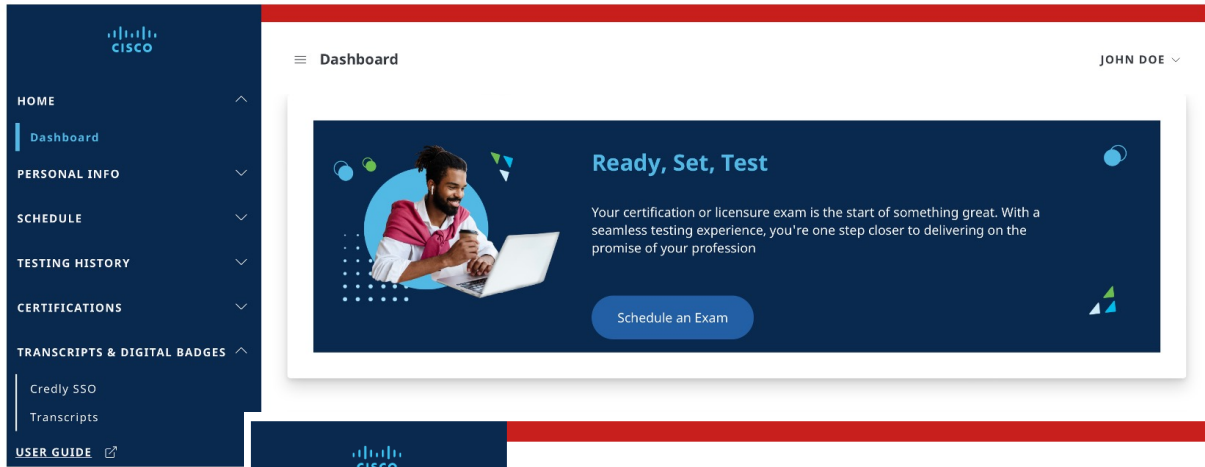 CISCO
HOME
Dashboard
PERSONAL INFO
SCHEDULE
TESTING HISTORY
CERTIFICATIONS
TRANSCRIPTS & DIGITAL BADGES
Credly SSO
Transcripts
USER GUIDE
Dashboard
JOHN DOE
Ready, Set, Test
Your certification or licensure exam is the start of something great. With a
seamless testing experience, you're one step closer to delivering on the
promise of your profession
Schedule an Exam
CISCO